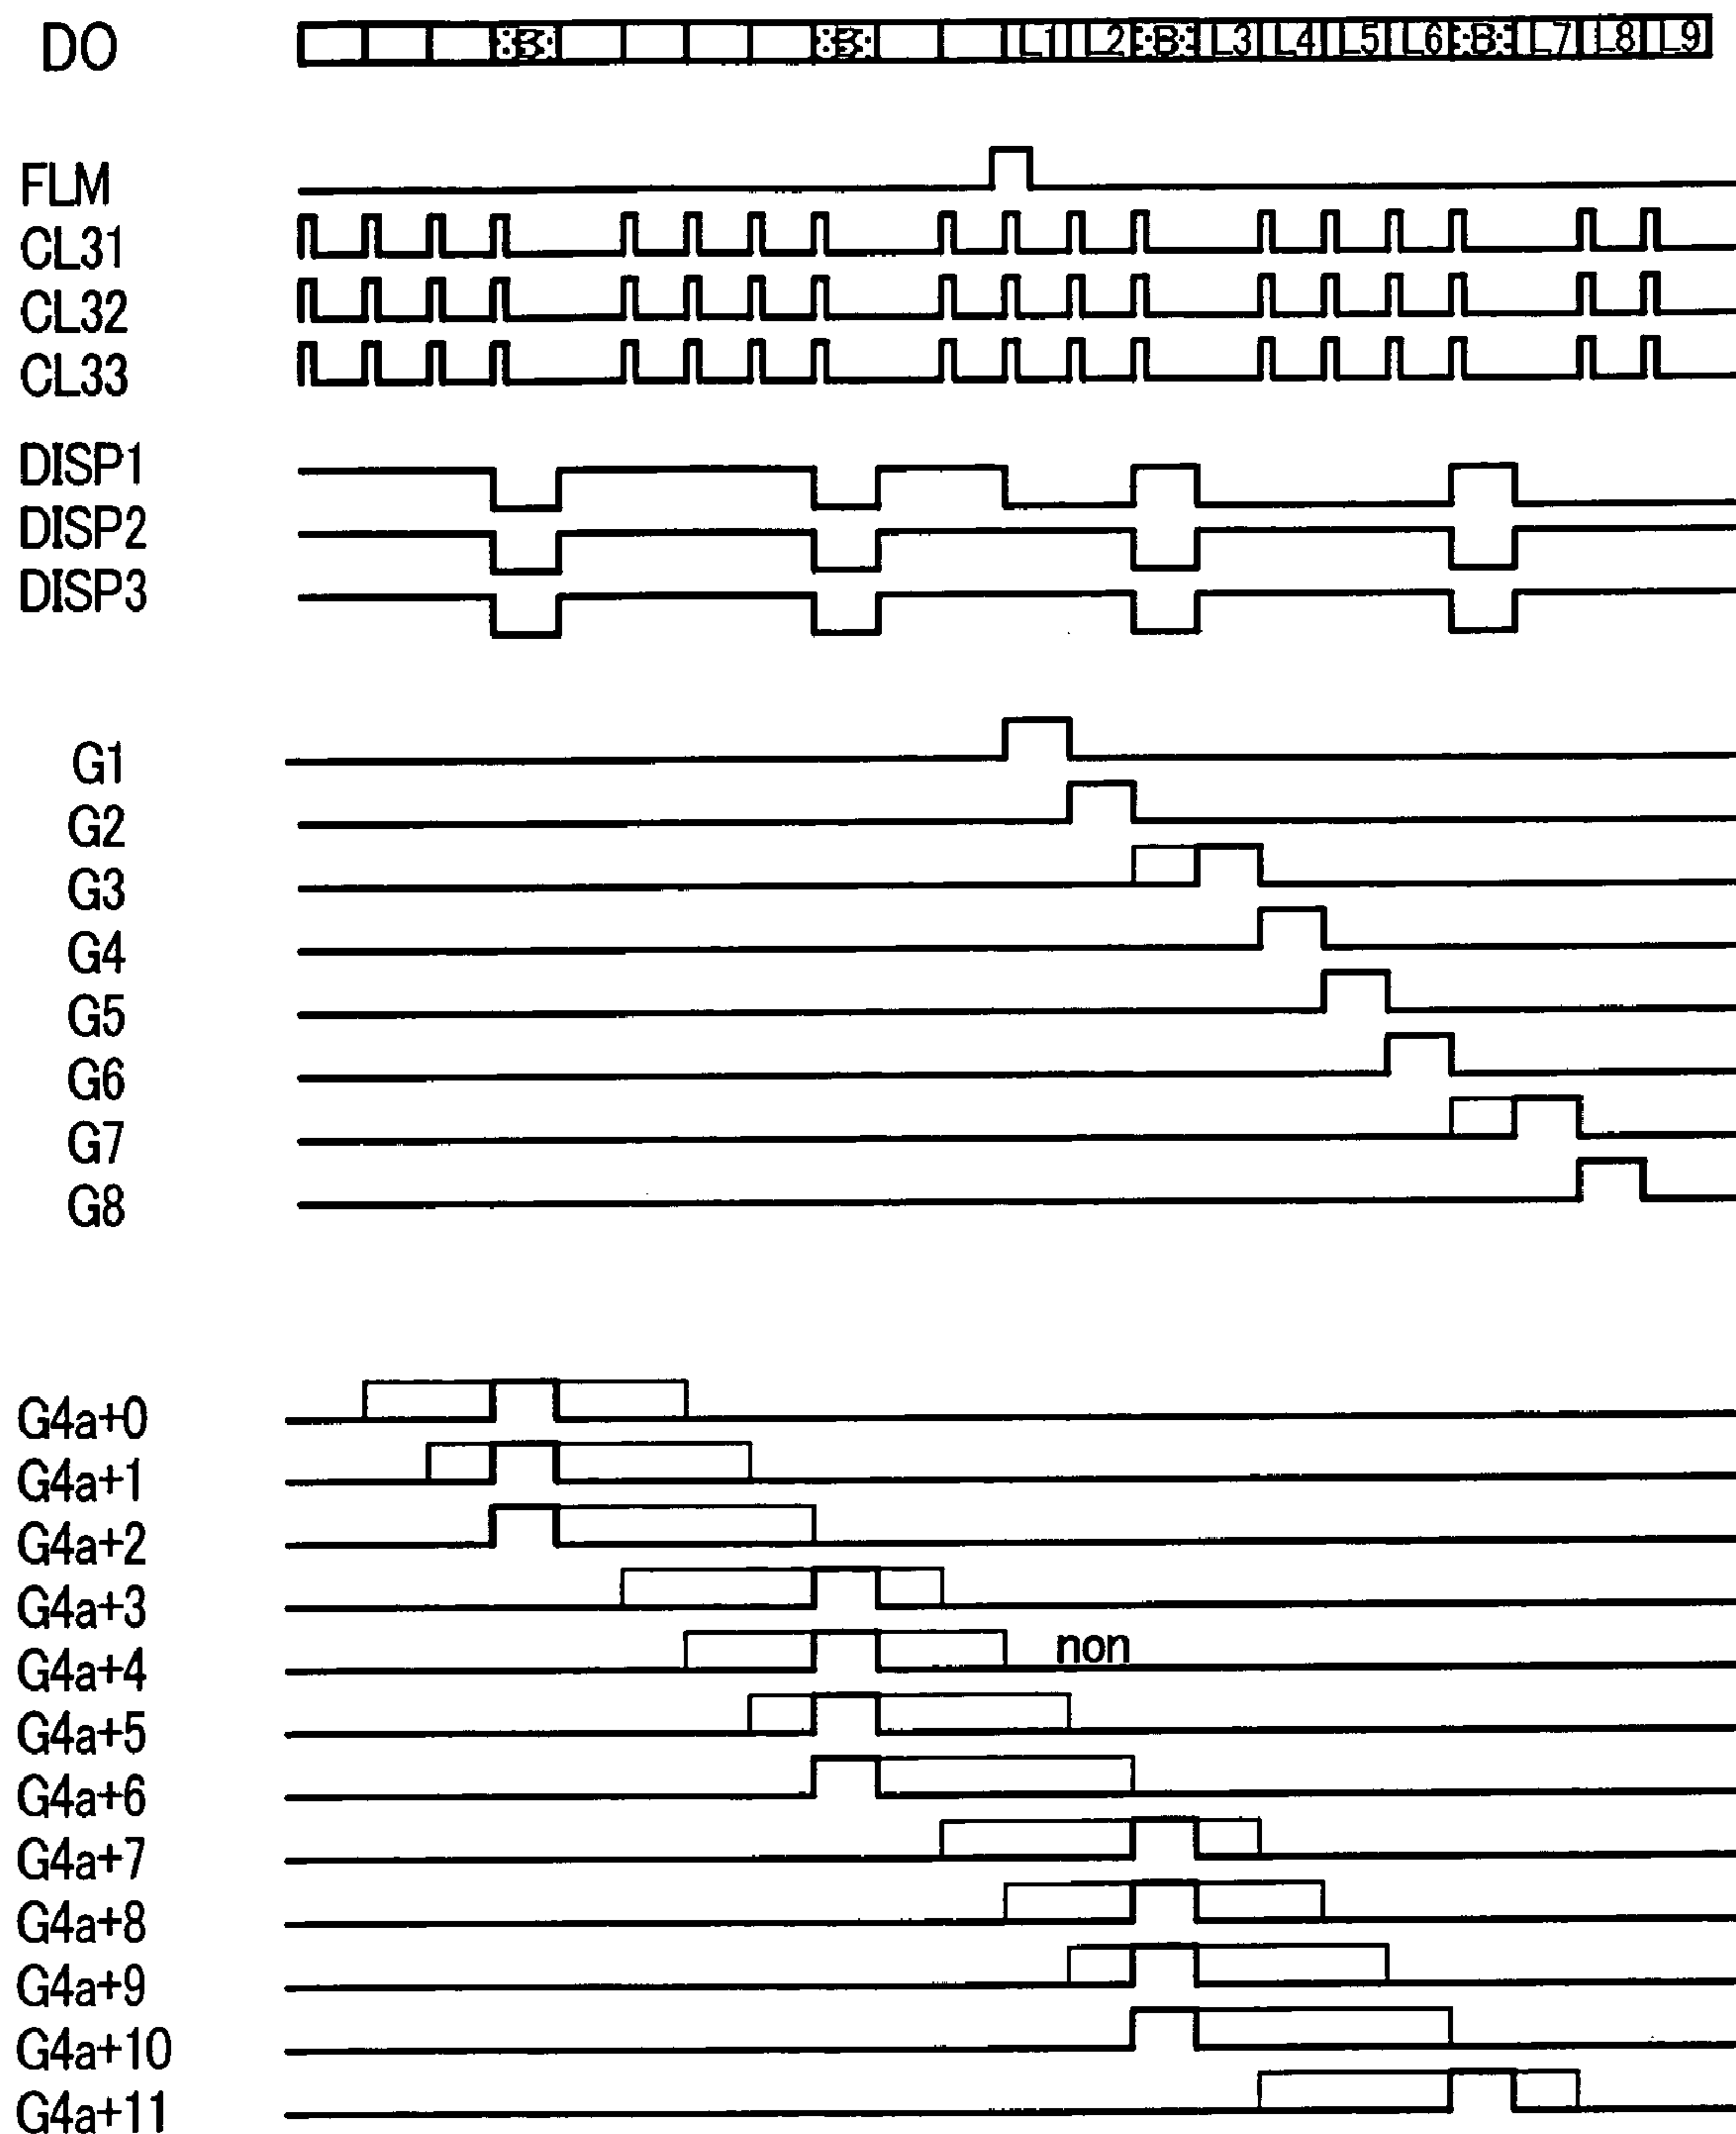 DO B B L1 L2 B L3 L4 L5 L6 B L7 L8 L9
FLM
CL31
CL32
CL33
DISP1
DISP2
DISP3
G1
G2
G3
G4
G5
G6
G7
G8
G4a+0
G4a+1
G4a+2
G4a+3
G4a+4 non
G4a+5
G4a+6
G4a+7
G4a+8
G4a+9
G4a+10
G4a+11